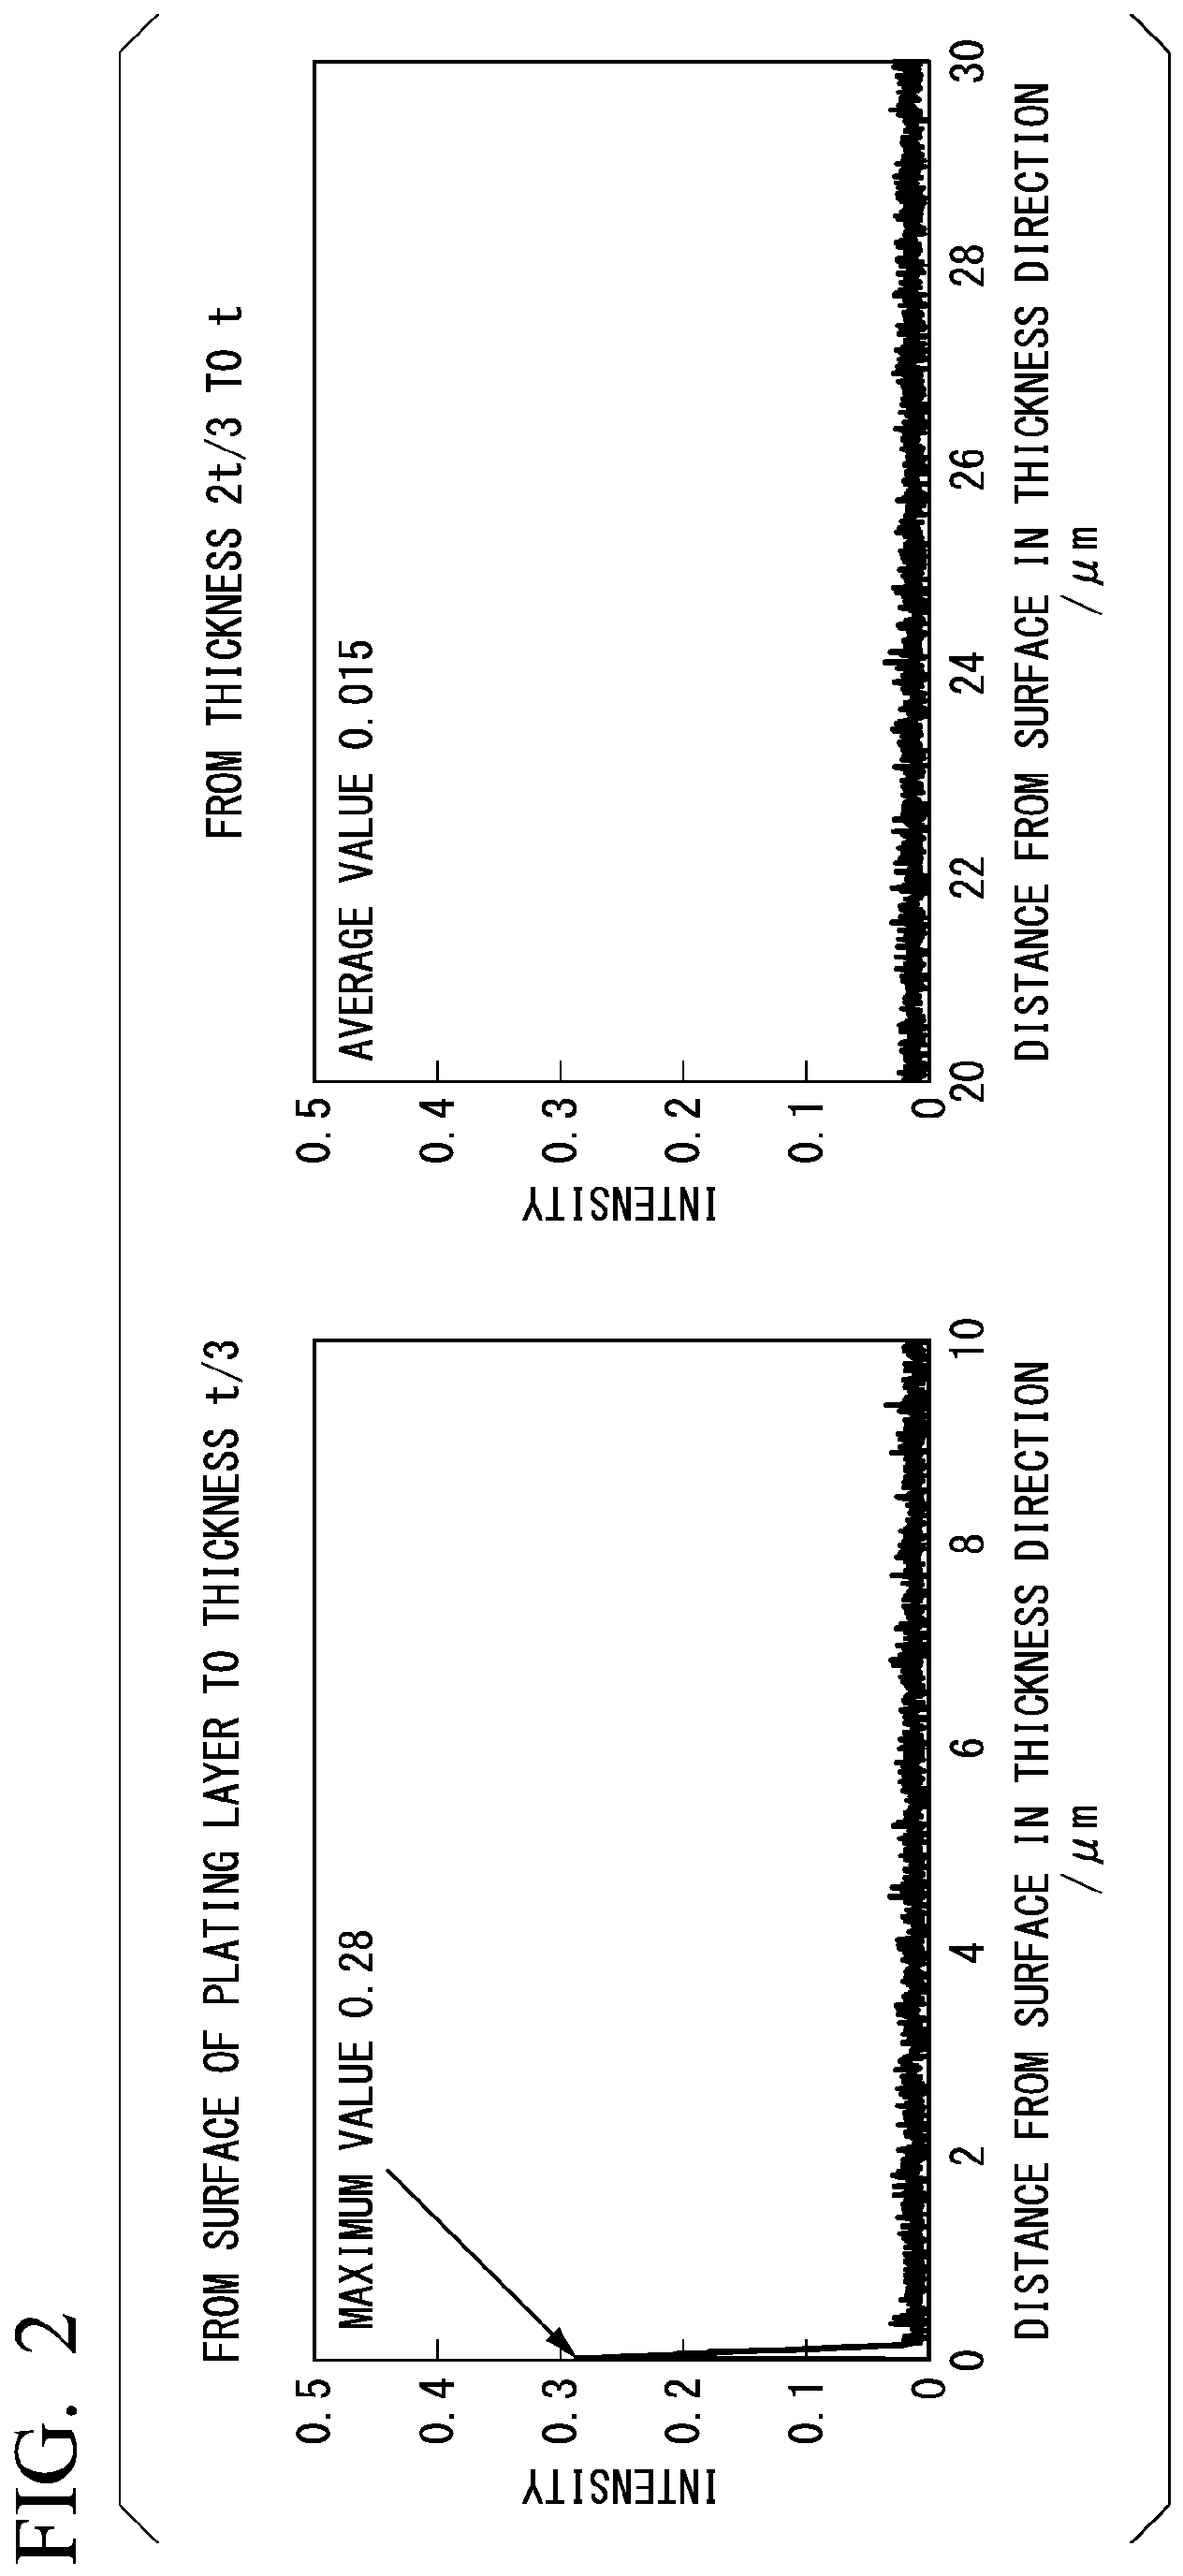 FIG. 2
FROM SURFACE OF PLATING LAYER TO THICKNESS t/3
MAXIMUM VALUE 0.28
INTENSITY
0.5
0.4
0.3
0.2
0.1
0
0 2 4 6 8 10
DISTANCE FROM SURFACE IN THICKNESS DIRECTION
/μm
FROM THICKNESS 2t/3 TO t
AVERAGE VALUE 0.015
INTENSITY
0.5
0.4
0.3
0.2
0.1
0
20 22 24 26 28 30
DISTANCE FROM SURFACE IN THICKNESS DIRECTION
/μm